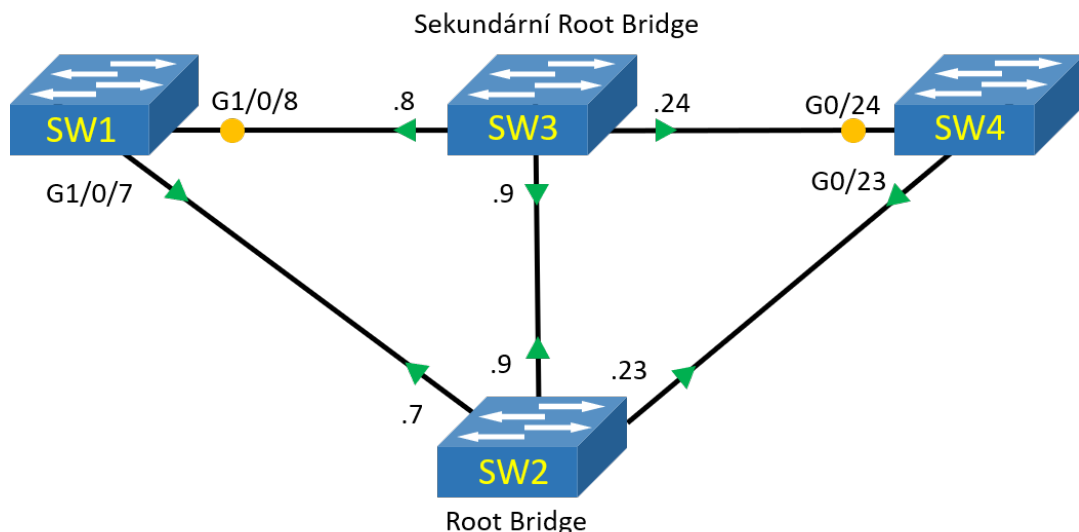 Sekundární Root Bridge
G1/0/8
.8
.24
G0/24
SW1
SW3
SW4
G1/0/7
.9
G0/23
.9
.23
.7
SW2
Root Bridge